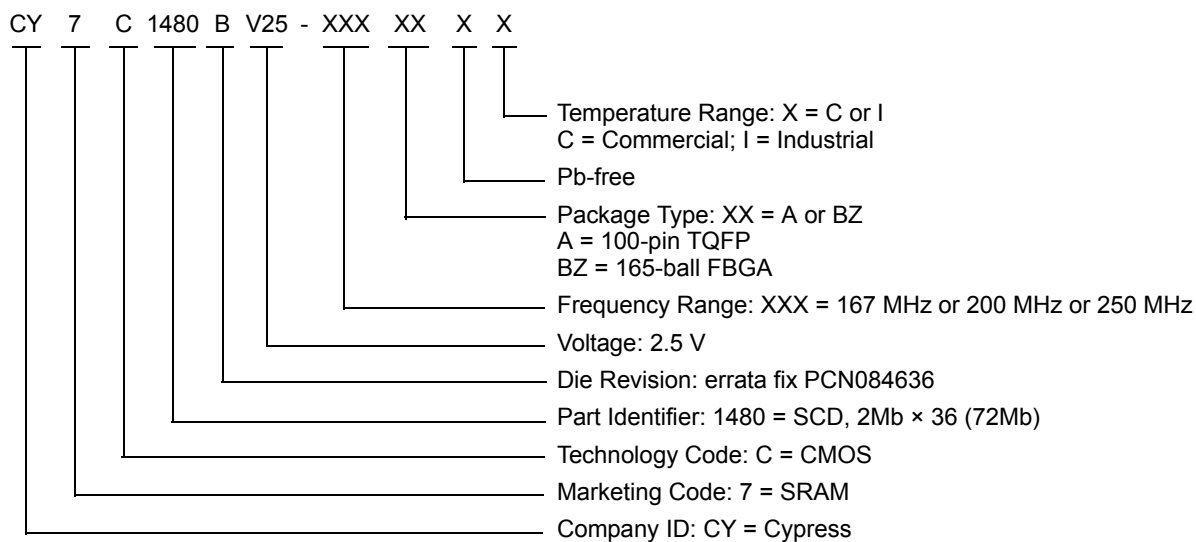 CY 7 C 1480 B V25 - XXX XX X X
Temperature Range: X = C or I
C = Commercial; I = Industrial
Pb-free
Package Type: XX = A or BZ
A = 100-pin TQFP
BZ = 165-ball FBGA
Frequency Range: XXX = 167 MHz or 200 MHz or 250 MHz
Voltage: 2.5 V
Die Revision: errata fix PCN084636
Part Identifier: 1480 = SCD, 2Mb × 36 (72Mb)
Technology Code: C = CMOS
Marketing Code: 7 = SRAM
Company ID: CY = Cypress